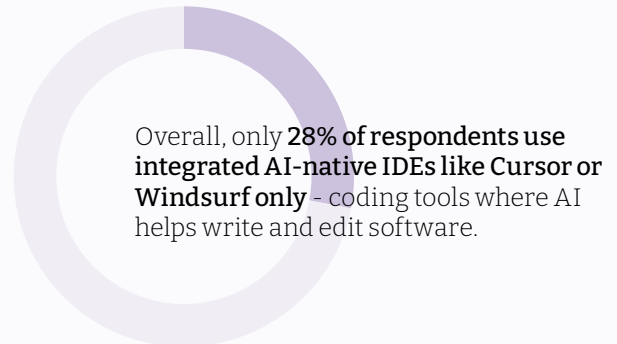 Overall, only 28% of respondents use
integrated AI-native IDEs like Cursor or
Windsurf only - coding tools where AI
helps write and edit software.